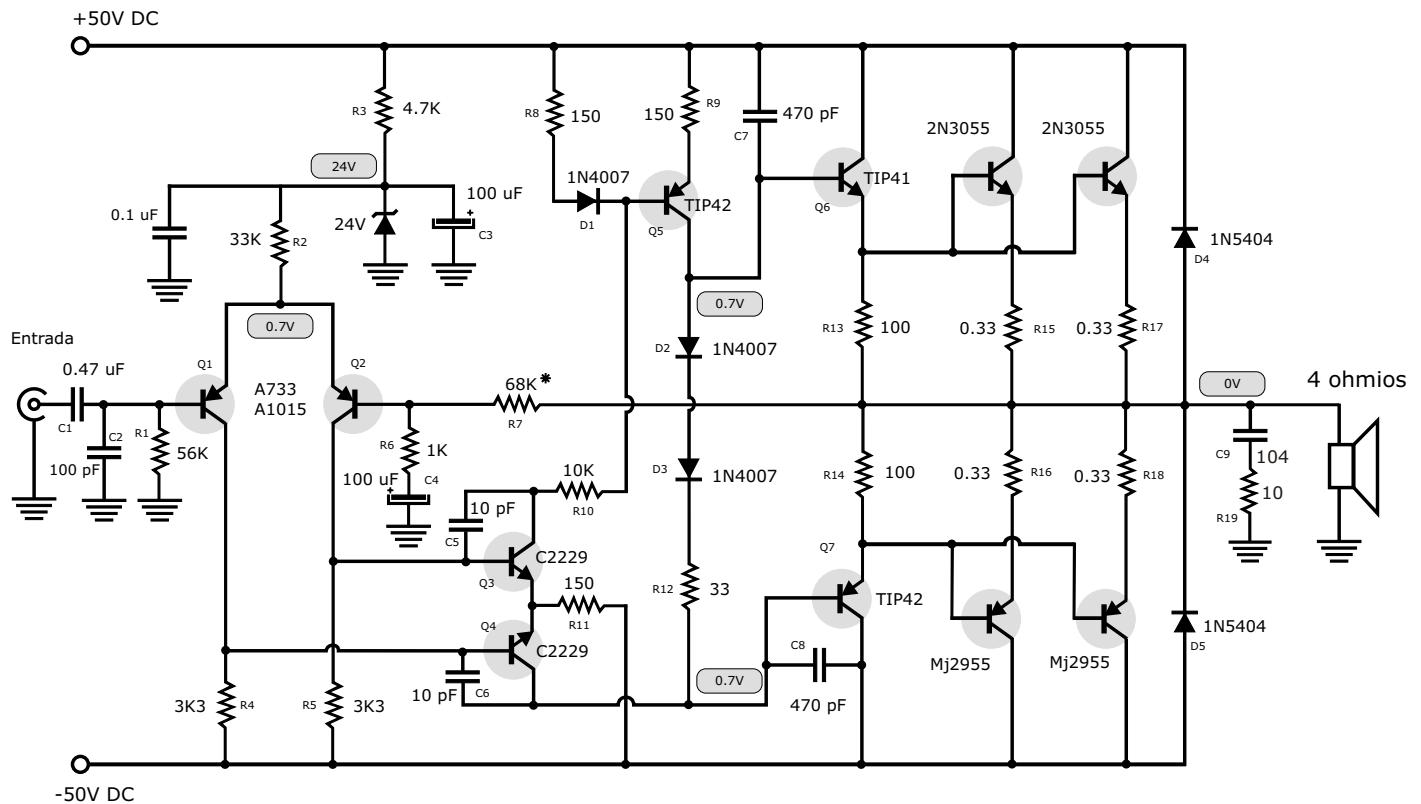 +50V DC
R3 4.7K
R8 150
150 R9
470 pF
C7
2N3055 2N3055
24V
1N4007
D1
TIP42
Q5
TIP41
Q6
0.1 uF
33K R2
24V
100 uF
+
C3
1N5404
D4
0.7V
0.7V
R13 100
0.33 R15
0.33 R17
Entrada
0.47 uF
C1
Q1
A733
A1015
Q2
68K*
R7
D2 1N4007
0V
4 ohmios
C2
100 pF
R1
56K
R6 1K
100 uF
+
C4
D3 1N4007
R14 100
0.33 R16
0.33 R18
C9 104
10
R19
10K
R10
10 pF
C5
C2229
Q3
150
R11
Q4
C2229
R12 33
Q7
TIP42
1N5404
D5
Mj2955 Mj2955
10 pF C6
0.7V
C8
470 pF
3K3 R4
R5 3K3
-50V DC